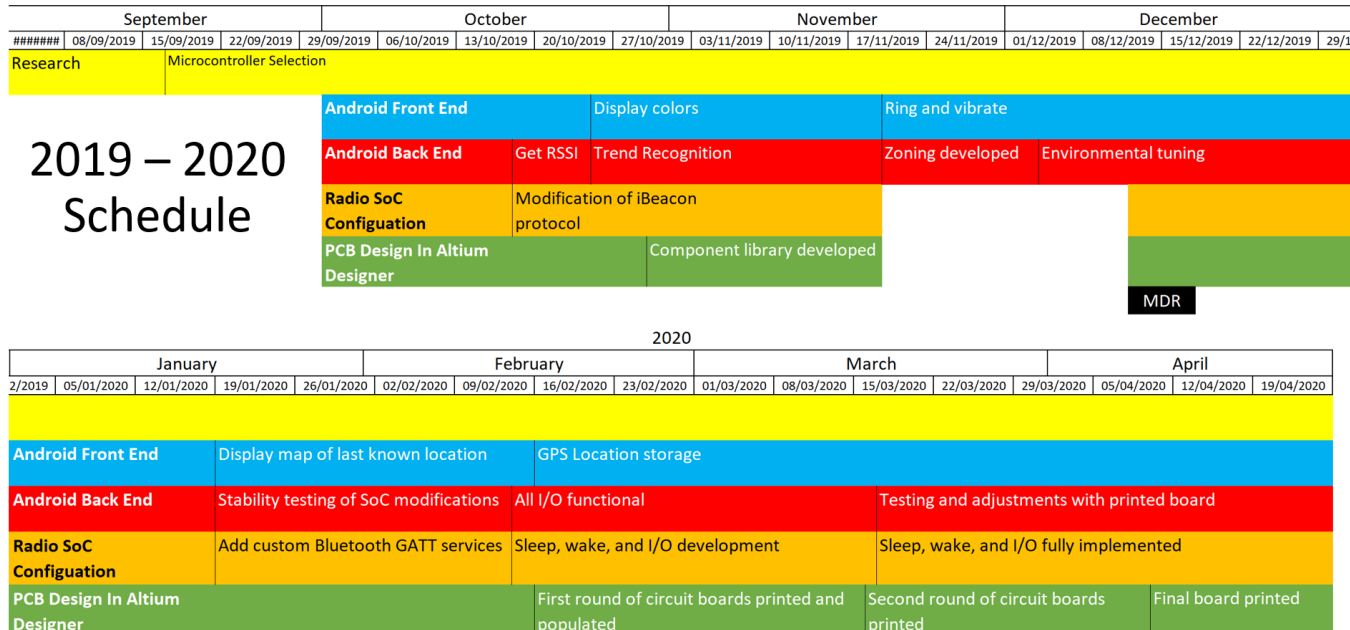 September October November December
####### 08/09/2019 15/09/2019 22/09/2019 29/09/2019 06/10/2019 13/10/2019 20/10/2019 27/10/2019 03/11/2019 10/11/2019 17/11/2019 24/11/2019 01/12/2019 08/12/2019 15/12/2019 22/12/2019 29/1
Research Microcontroller Selection
2019 – 2020
Schedule
Android Front End Display colors Ring and vibrate
Android Back End Get RSSI Trend Recognition Zoning developed Environmental tuning
Radio SoC Modification of iBeacon
Configuation protocol
PCB Design In Altium Component library developed
Designer
MDR
2020
January February March April
2/2019 05/01/2020 12/01/2020 19/01/2020 26/01/2020 02/02/2020 09/02/2020 16/02/2020 23/02/2020 01/03/2020 08/03/2020 15/03/2020 22/03/2020 29/03/2020 05/04/2020 12/04/2020 19/04/2020
Android Front End Display map of last known location GPS Location storage
Android Back End Stability testing of SoC modifications All I/O functional Testing and adjustments with printed board
Radio SoC Add custom Bluetooth GATT services Sleep, wake, and I/O development Sleep, wake, and I/O fully implemented
Configuation
PCB Design In Altium First round of circuit boards printed and Second round of circuit boards Final board printed
Designer populated printed